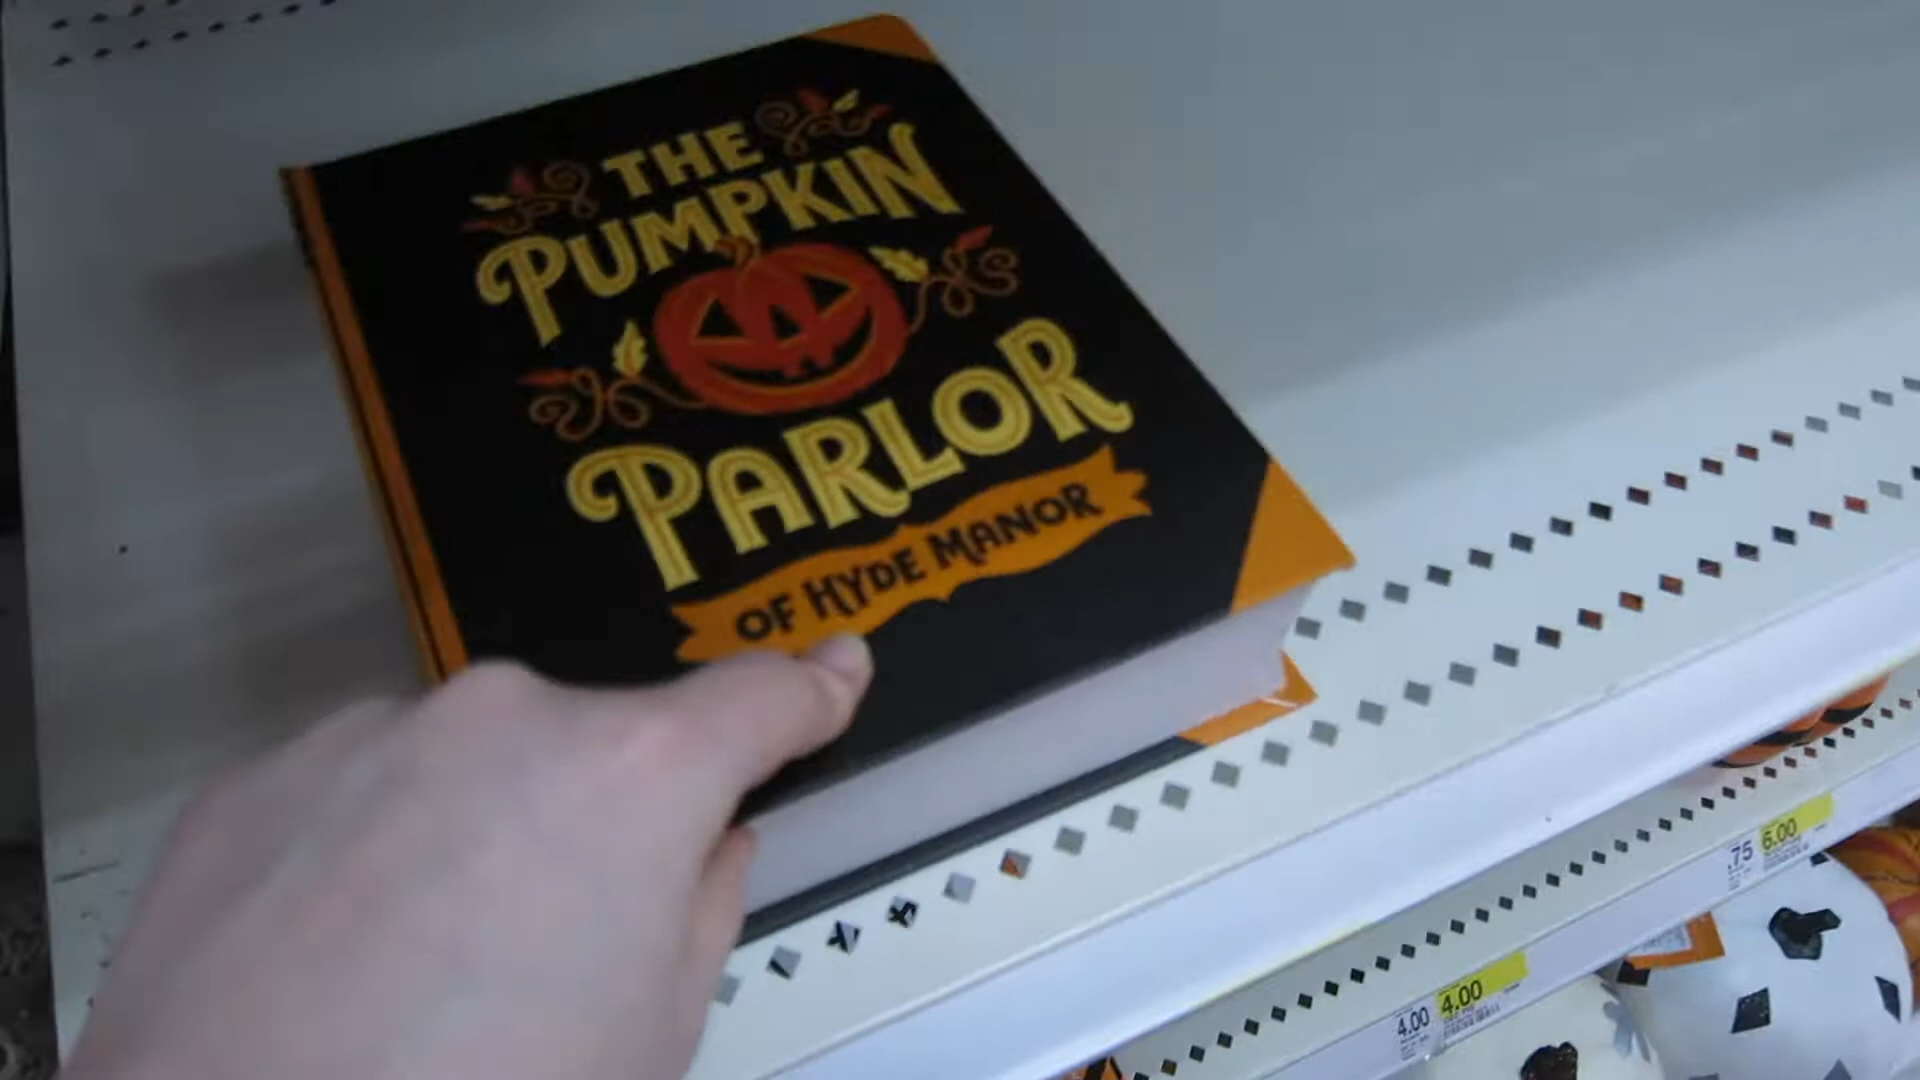 THE
PUMPKIN
PARLOR
OF HYDE MANOR
.75 6.00
4.00 4.00